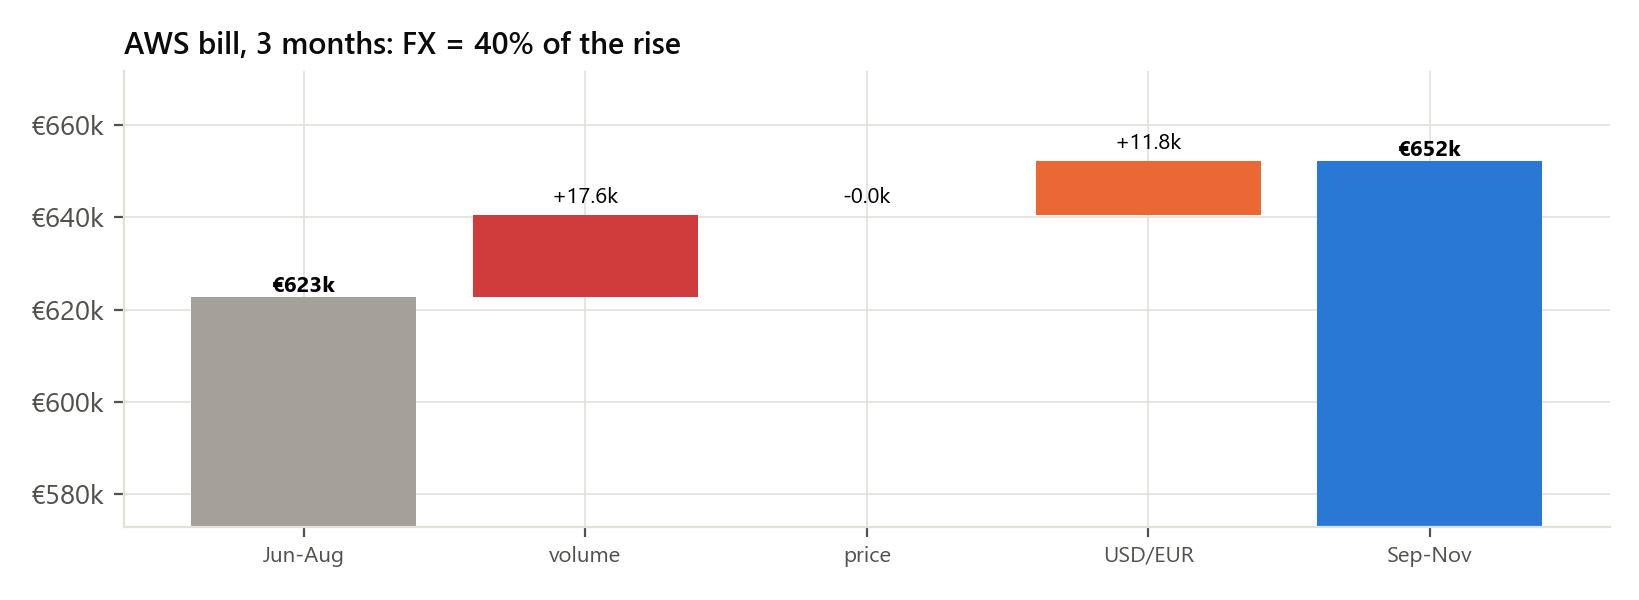 AWS bill, 3 months: FX = 40% of the rise
€660k
€640k
€620k
€600k
€580k
€623k
+17.6k
-0.0k
+11.8k
€652k
Jun-Aug
volume
price
USD/EUR
Sep-Nov